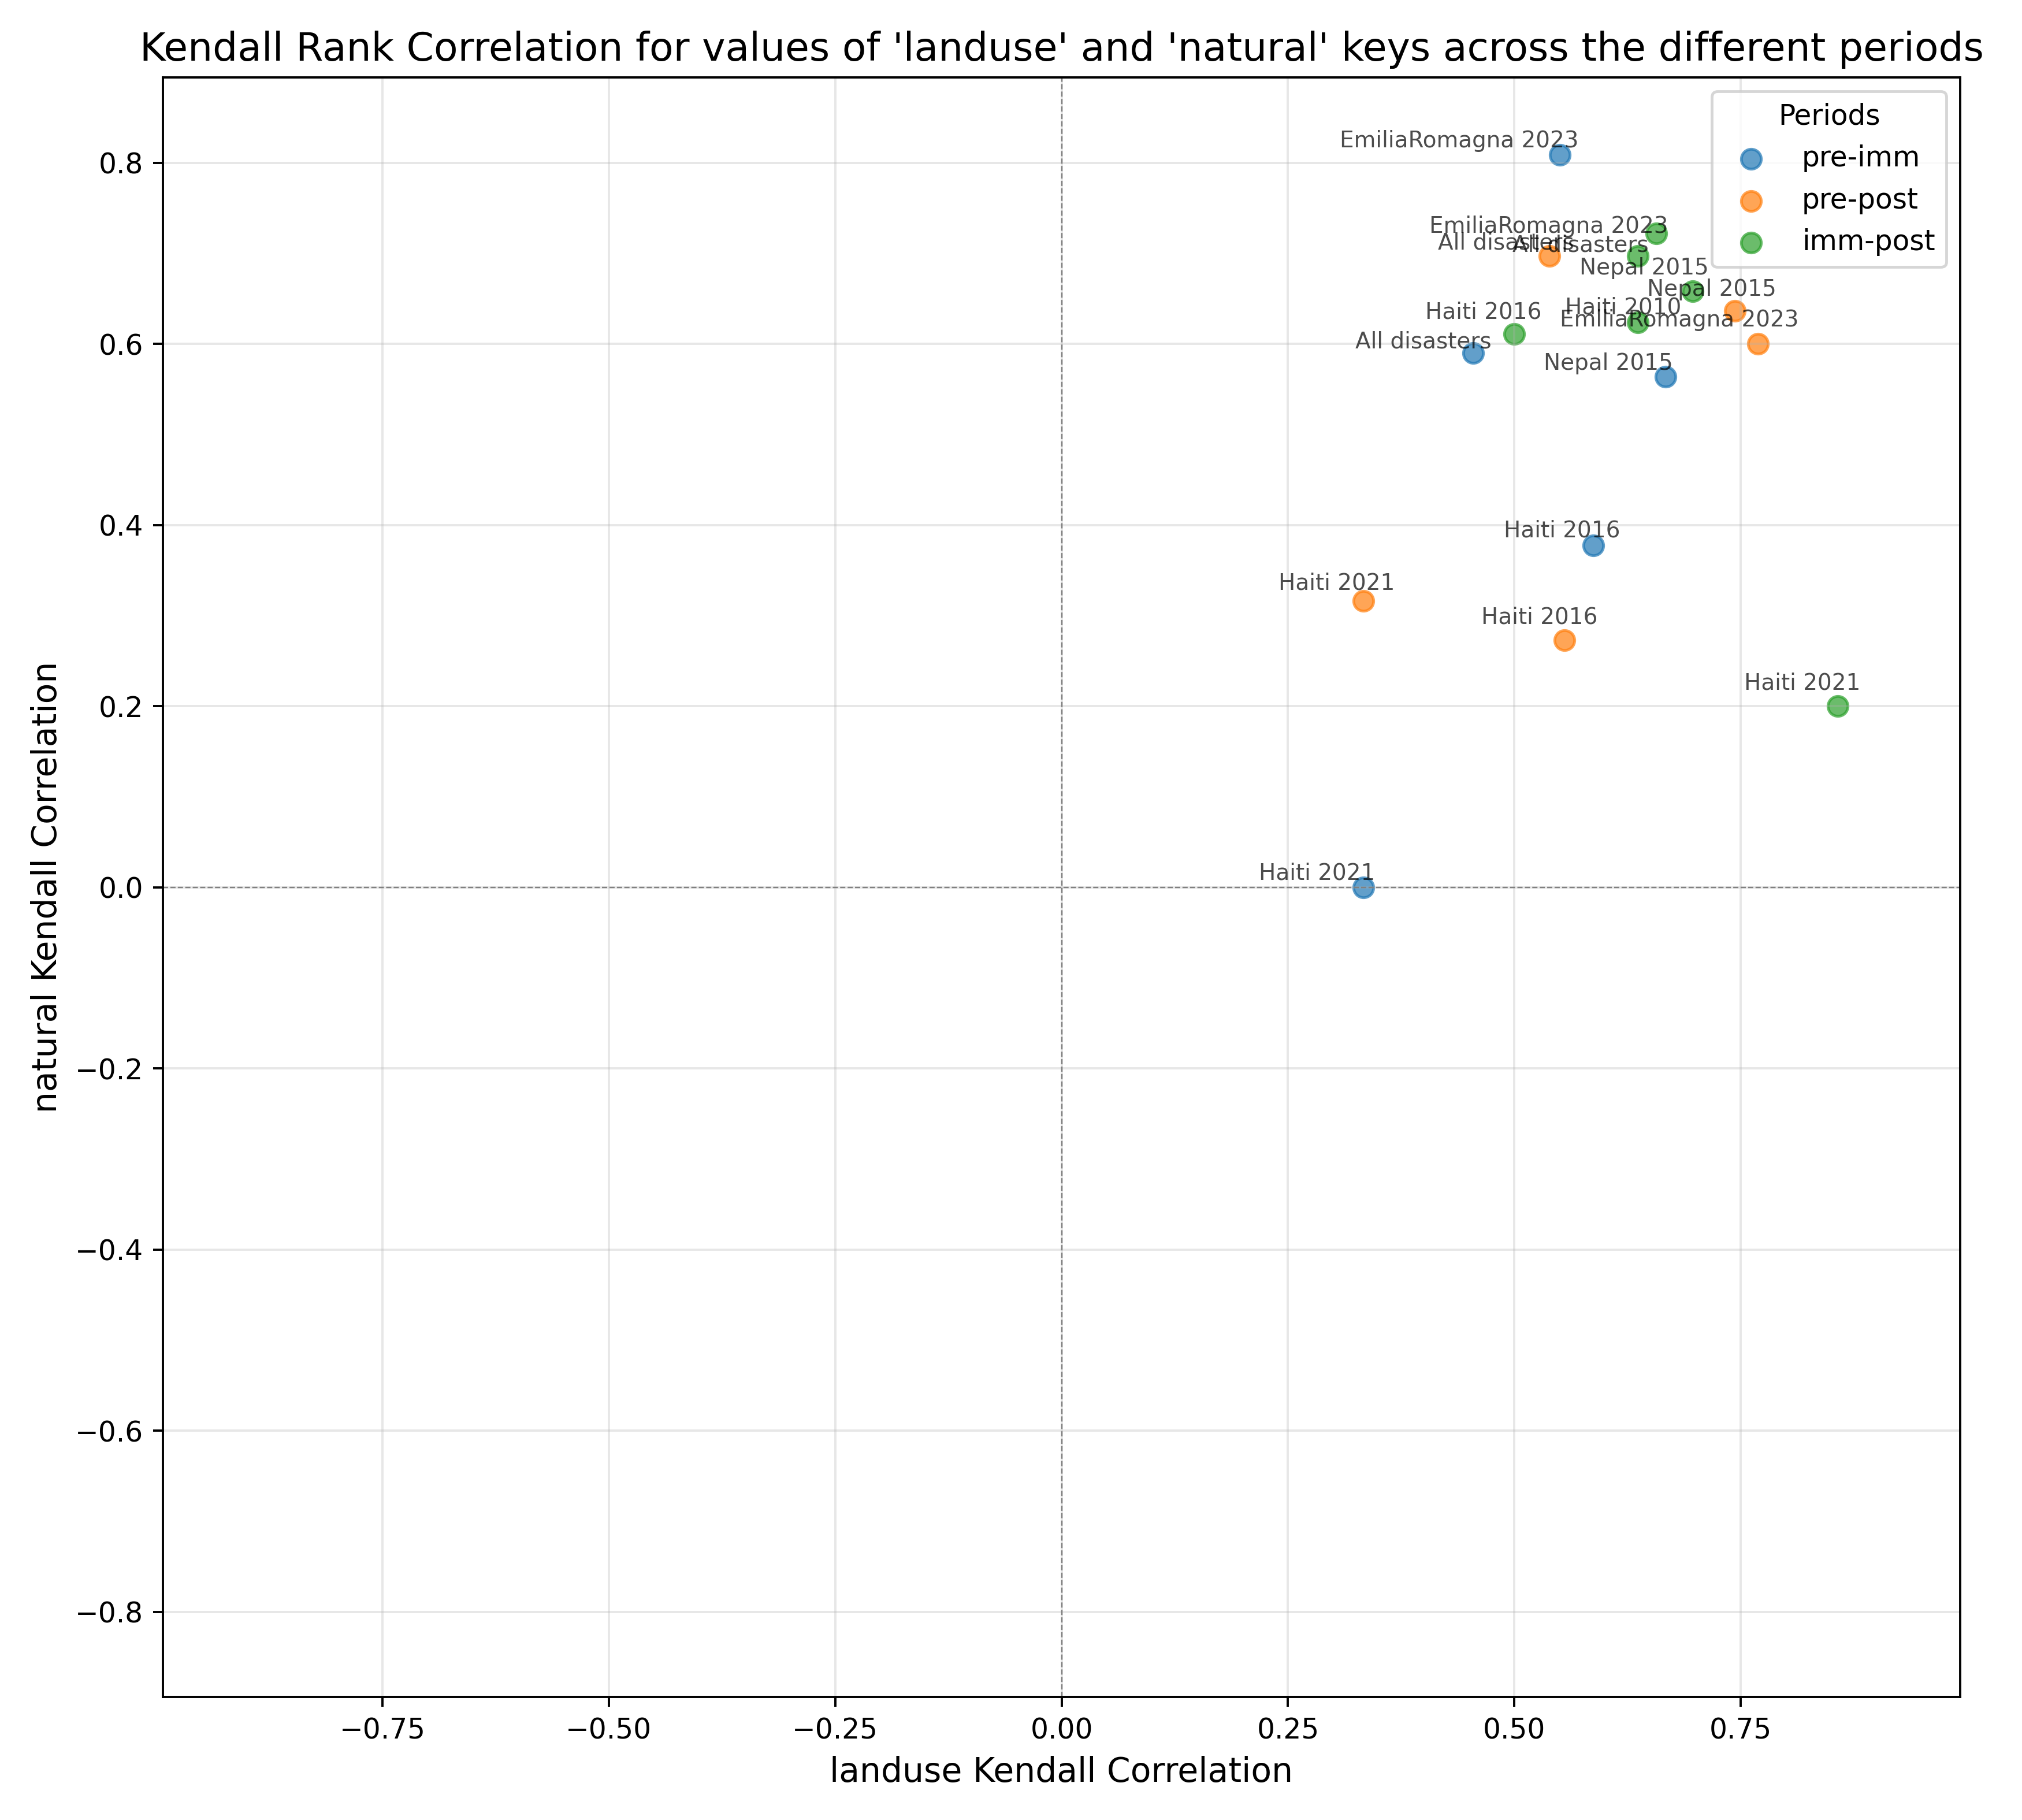 Kendall Rank Correlation for values of 'landuse' and 'natural' keys across the different periods
Periods
pre-imm
pre-post
imm-post
EmiliaRomagna 2023
EmiliaRomagna 2023
All disasters
All disasters
Nepal 2015
Nepal 2015
Haiti 2010
Haiti 2016
EmiliaRomagna 2023
All disasters
Nepal 2015
Haiti 2016
Haiti 2021
Haiti 2016
Haiti 2021
Haiti 2021
natural Kendall Correlation
0.8
0.6
0.4
0.2
0.0
−0.2
−0.4
−0.6
−0.8
−0.75
−0.50
−0.25
0.00
0.25
0.50
0.75
landuse Kendall Correlation